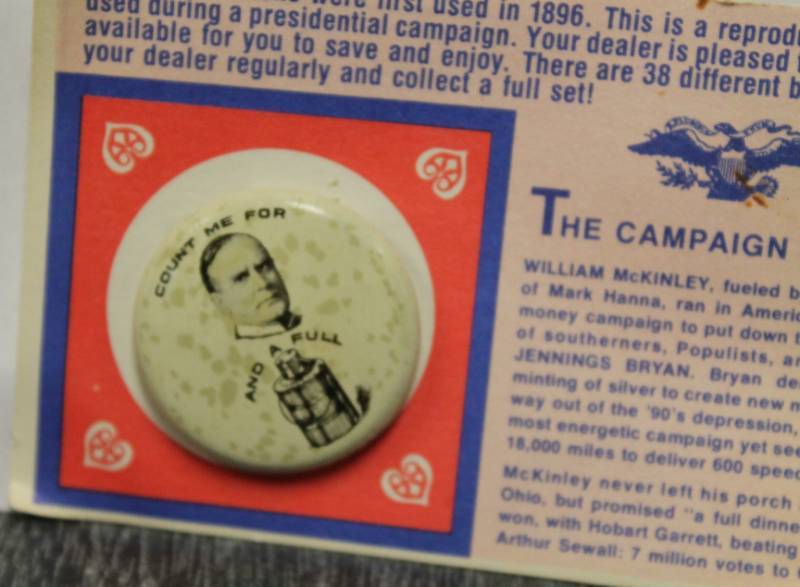 were first used in 1896. This is a
used during a presidential campaign. Your dealer is pleased
available for you to save and enjoy. There are 38 different
your dealer regularly and collect a full set!
COUNT ME FOR
AND A FULL
THE CAMPAIGN
WILLIAM McKINLEY, fueled
of Mark Hanna, ran in
money campaign to put down
of southerners, Populists,
JENNINGS BRYAN. Bryan
minting of silver to create new
way out of the '90's depression,
most energetic campaign yet
18,000 miles to deliver 600
McKinley never left his porch
Ohio, but promised "a full
won, with Hobart Garrett, beating
Arthur Sewall: 7 million votes to